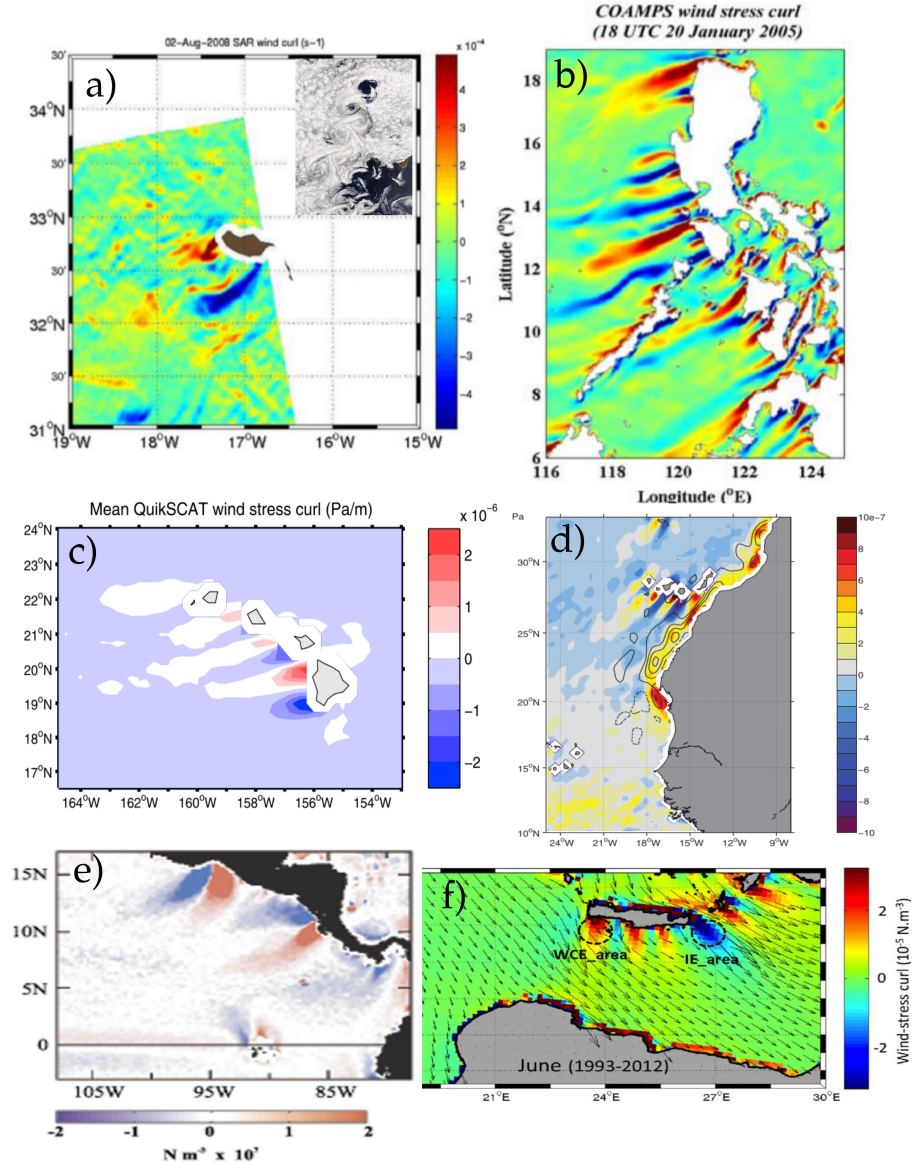 COAMPS wind stress curl
(18 UTC 20 January 2005)
02-Aug-2008 SAR wind curl (s-1)
x 10⁻⁴
a)
30'
34°N
30'
33°N
30'
32°N
30'
31°N
19°W 18°W 17°W 16°W 15°W
4
3
2
1
0
−1
−2
−3
−4
b)
18
16
14
12
10
8
6
Latitude (°N)
116 118 120 122 124
Longitude (°E)
Mean QuikSCAT wind stress curl (Pa/m)
x 10⁻⁶
c)
24°N
23°N
22°N
21°N
20°N
19°N
18°N
17°N
164°W 162°W 160°W 158°W 156°W 154°W
2
1
0
−1
−2
Pa
d)
30°N
25°N
20°N
15°N
10°N
24°W 21°W 18°W 15°W 12°W 9°W
10e−7
8
6
4
2
0
−2
−4
−6
−8
−10
e)
15N
10N
5N
0
105W 95W 85W
-2 -1 0 1 2
N m⁻³ x 10⁷
f)
WCE_area
IE_area
June (1993-2012)
21°E 24°E 27°E 30°E
2
0
-2
Wind-stress curl (10⁻⁵ N.m⁻³)